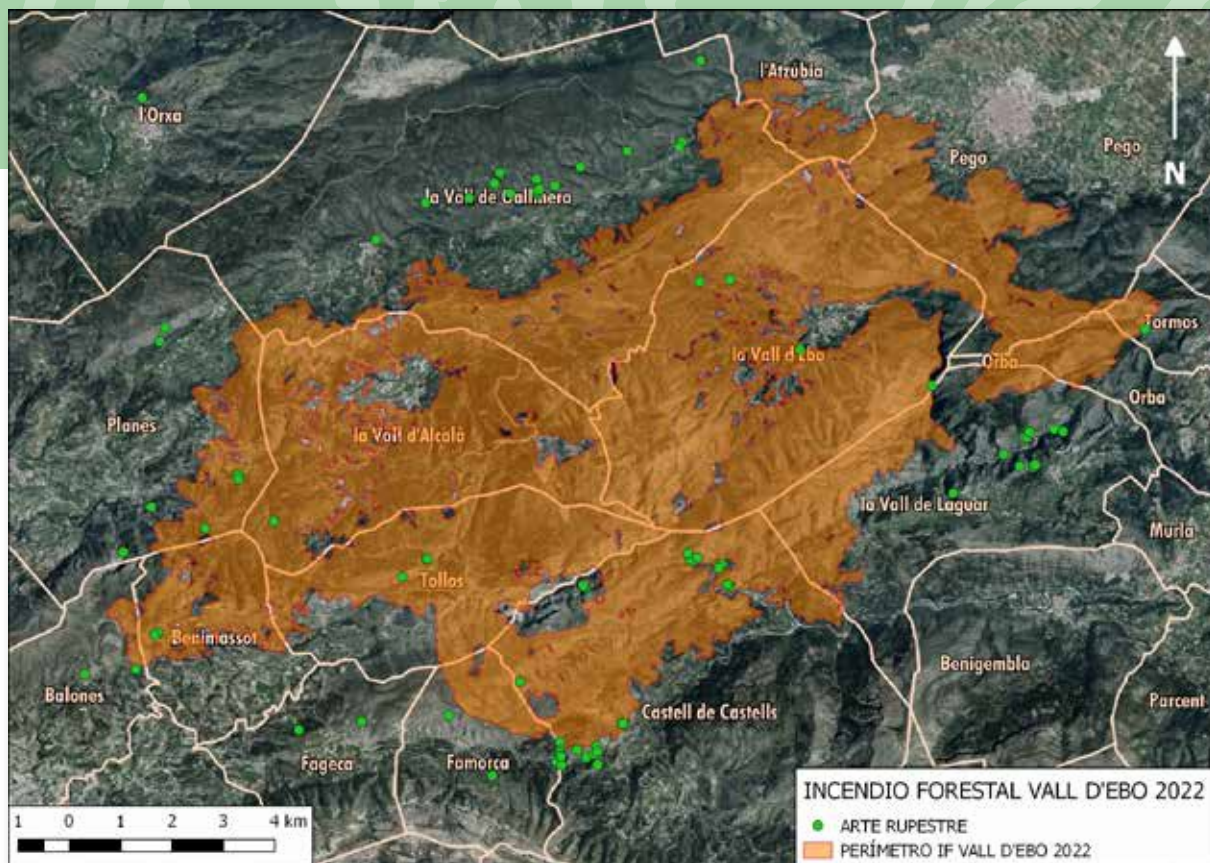 l'Atzúbia
l'Orxa
Pego
Pego
N
la Vall de Gallinera
Tormos
la Vall d'Ebo
Orba
Orba
Planes
la Vall d'Alcalà
la Vall de Laguar
Murla
Tollos
Benimassot
Benigembla
Balones
Castell de Castells
Parcent
Fageca
Famorca
INCENDIO FORESTAL VALL D'EBO 2022
ARTE RUPESTRE
PERÍMETRO IF VALL D'EBO 2022
1 0 1 2 3 4 km